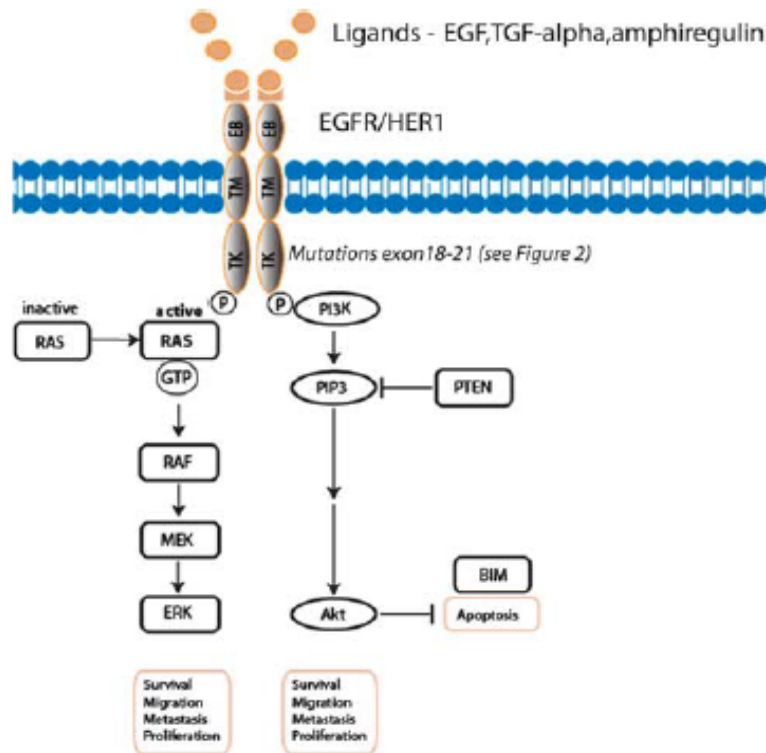 Ligands - EGF,TGF-alpha,amphiregulin
EGFR/HER1
EB EB
TM TM
TK TK
Mutations exon18-21 (see Figure 2)
P P
inactive active
RAS RAS
GTP
PI3K
PIP3
PTEN
RAF
MEK
ERK
Akt
BIM
Apoptosis
Survival
Migration
Metastasis
Proliferation
Survival
Migration
Metastasis
Proliferation